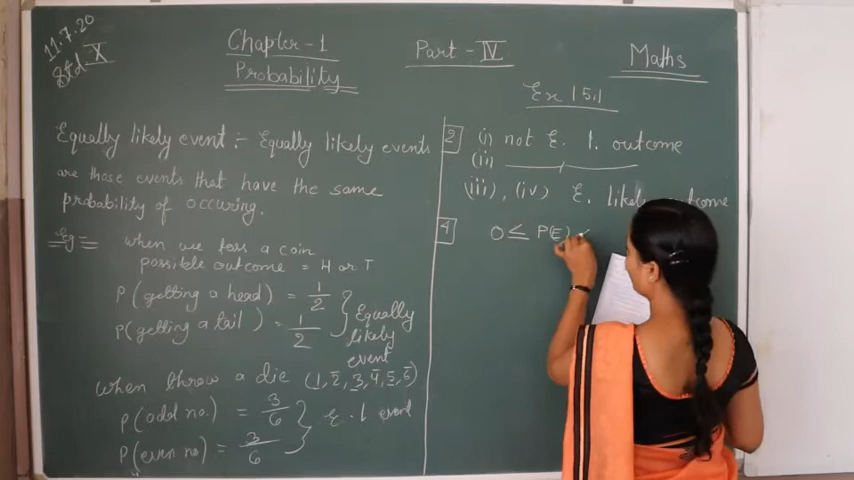 11.7.20
Std X
Chapter-1
Probability
Part - IV
Maths
Ex 15.1
Equally likely event :- Equally likely events
are those events that have the same
probability of occuring.
Eg when we toss a coin
possible outcome = H or T
P (getting a head) = 1/2
P (getting a tail) = 1/2
Equally
likely
event
when throw a die (1, 2, 3, 4, 5, 6)
P (odd no.) = 3/6
P (even no) = 3/6
E. l event
2 (i) not E. l. outcome
(ii)
(iii), (iv) E. likely outcome
4 0 ≤ P(E)